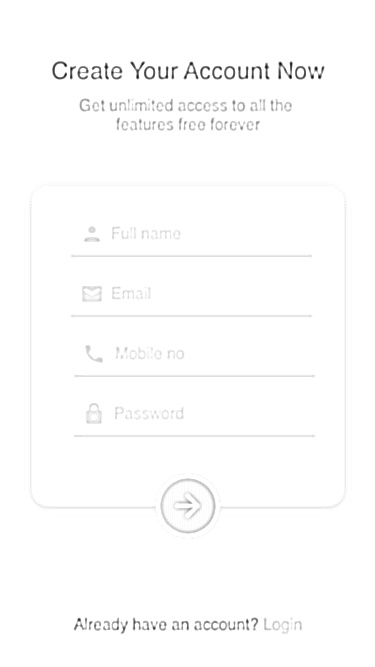 Create Your Account Now
Get unlimited access to all the
features free forever
Full name
Email
Mobile no
Password
Already have an account? Login